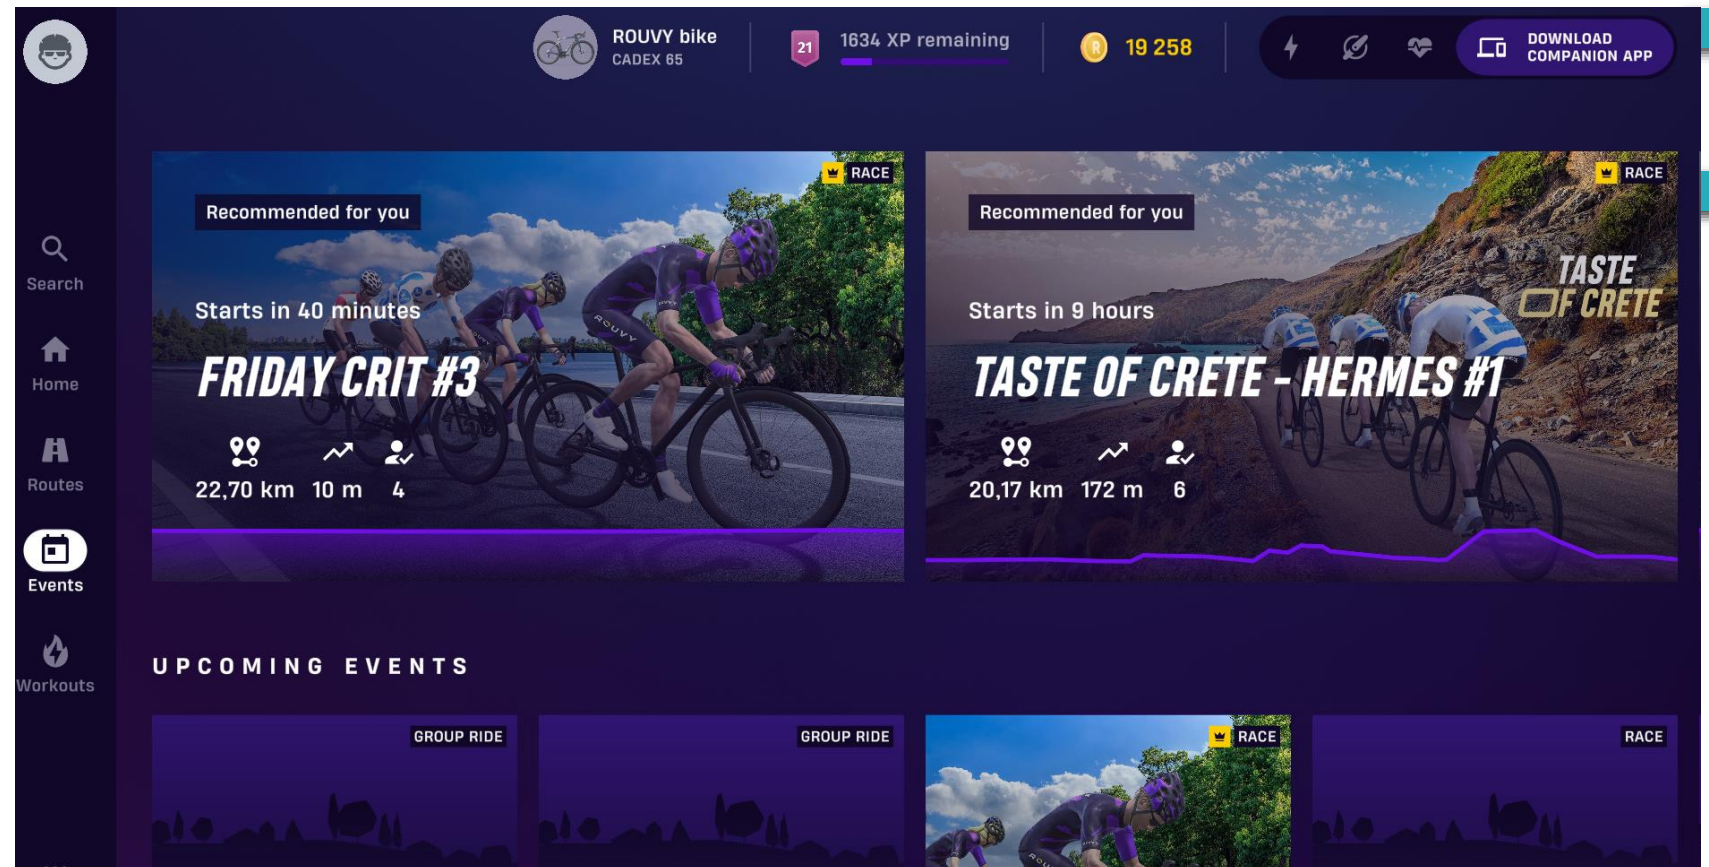 ROUVY bike
CADEX 65
21
1634 XP remaining
R
19 258
DOWNLOAD
COMPANION APP
Search
Home
Routes
Events
Workouts
RACE
Recommended for you
Starts in 40 minutes
FRIDAY CRIT #3
22,70 km 10 m 4
ROUVY
RACE
Recommended for you
TASTE
OF CRETE
Starts in 9 hours
TASTE OF CRETE - HERMES #1
20,17 km 172 m 6
UPCOMING EVENTS
GROUP RIDE
GROUP RIDE
RACE
RACE